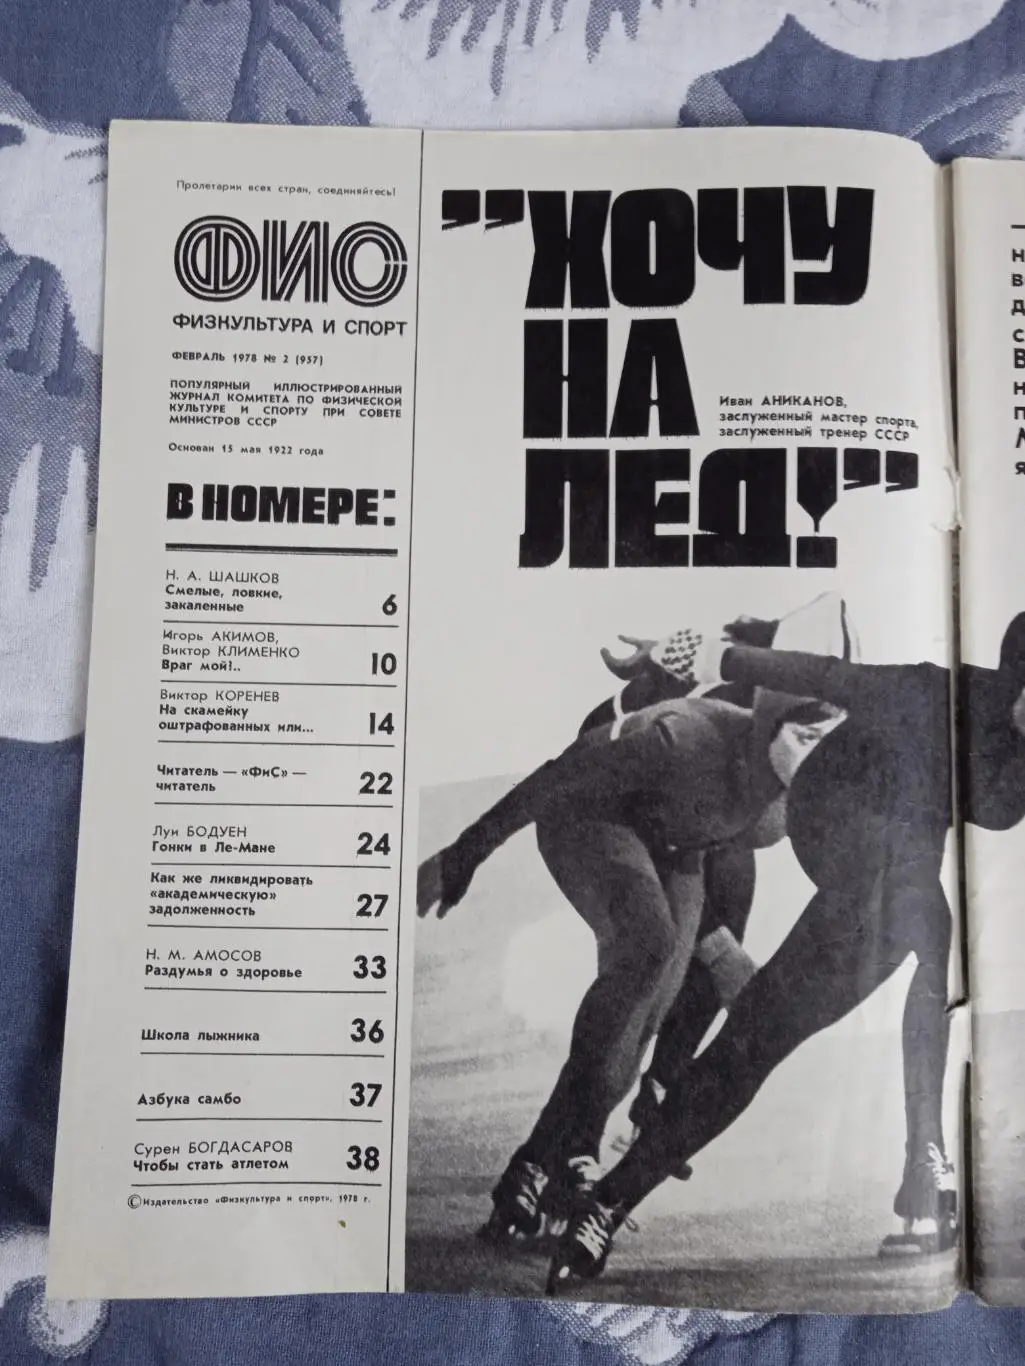 Пролетарии всех стран, соединяйтесь!
ФИС
ФИЗКУЛЬТУРА И СПОРТ
ФЕВРАЛЬ 1978 № 2 (957)
ПОПУЛЯРНЫЙ ИЛЛЮСТРИРОВАННЫЙ
ЖУРНАЛ КОМИТЕТА ПО ФИЗИЧЕСКОЙ
КУЛЬТУРЕ И СПОРТУ ПРИ СОВЕТЕ
МИНИСТРОВ СССР
Основан 15 мая 1922 года
В НОМЕРЕ:
Н. А. ШАШКОВ
Смелые, ловкие,
закаленные 6
Игорь АКИМОВ,
Виктор КЛИМЕНКО
Враг мой!.. 10
Виктор КОРЕНЕВ
На скамейку
оштрафованных или... 14
Читатель — «ФиС» —
читатель 22
Луи БОДУЕН
Гонки в Ле-Мане 24
Как же ликвидировать
«академическую»
задолженность 27
Н. М. АМОСОВ
Раздумья о здоровье 33
Школа лыжника 36
Азбука самбо 37
Сурен БОГДАСАРОВ
Чтобы стать атлетом 38
© Издательство «Физкультура и спорт», 1978 г.
"ХОЧУ
НА
ЛЕД!"
Иван АНИКАНОВ,
заслуженный мастер спорта,
заслуженный тренер СССР